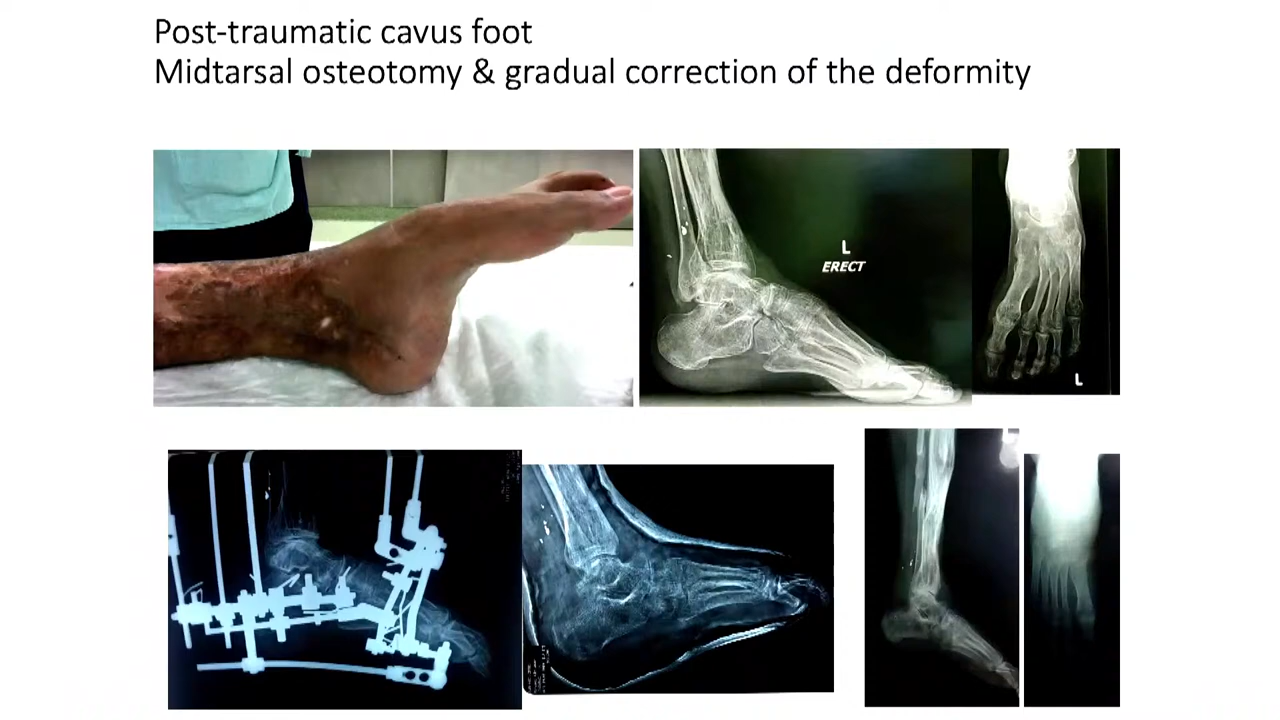 Post-traumatic cavus foot
Midtarsal osteotomy & gradual correction of the deformity
L
ERECT
L